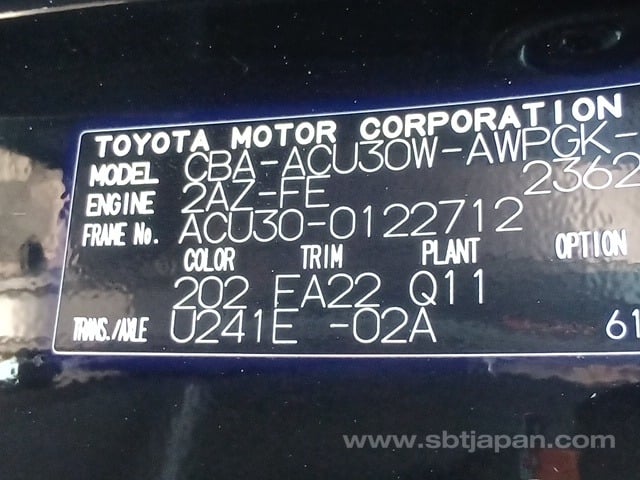 TOYOTA MOTOR CORPORATION
MODEL CBA-ACU30W-AWPGK-
ENGINE 2AZ-FE 2362
FRAME No. ACU30-0122712
COLOR TRIM PLANT OPTION
202 FA22 Q11
TRANS./AXLE U241E -02A 61
www.sbtjapan.com